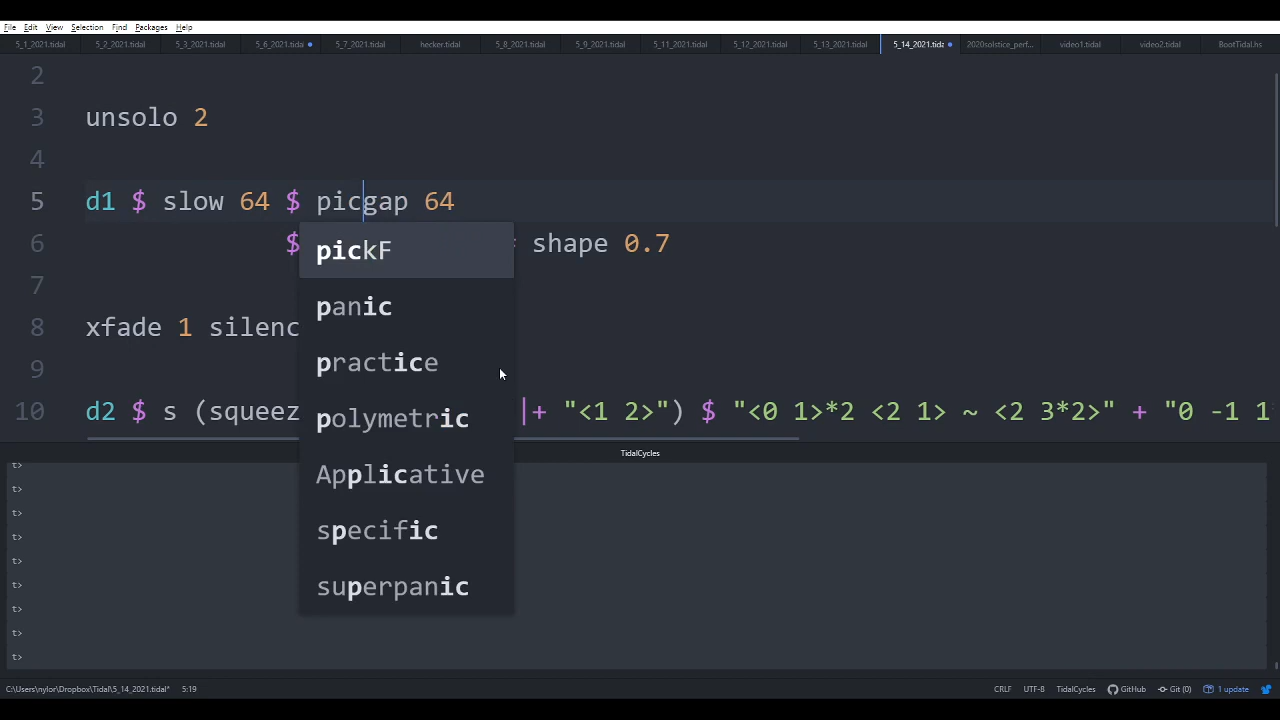 File Edit View Selection Find Packages Help
5_1_2021.tidal 5_2_2021.tidal 5_3_2021.tidal 5_6_2021.tidal 5_7_2021.tidal hecker.tidal 5_8_2021.tidal 5_9_2021.tidal 5_11_2021.tidal 5_12_2021.tidal 5_13_2021.tidal 5_14_2021.tida 2020solstice_perf... video1.tidal video2.tidal BootTidal.hs
2
3 unsolo 2
4
5 d1 $ slow 64 $ picgap 64
6 $ shape 0.7
pickF
7
panic
8 xfade 1 silenc
9
practice
10 d2 $ s (squeez |+ "<1 2>") $ "<0 1>*2 <2 1> ~ <2 3*2>" + "0 -1 1
polymetric
TidalCycles
Applicative
specific
superpanic
t>
t>
t>
t>
t>
t>
t>
t>
t>
C:\Users\nylor\Dropbox\Tidal\5_14_2021.tidal* 5:19 CRLF UTF-8 TidalCycles GitHub Git (0) 1 update